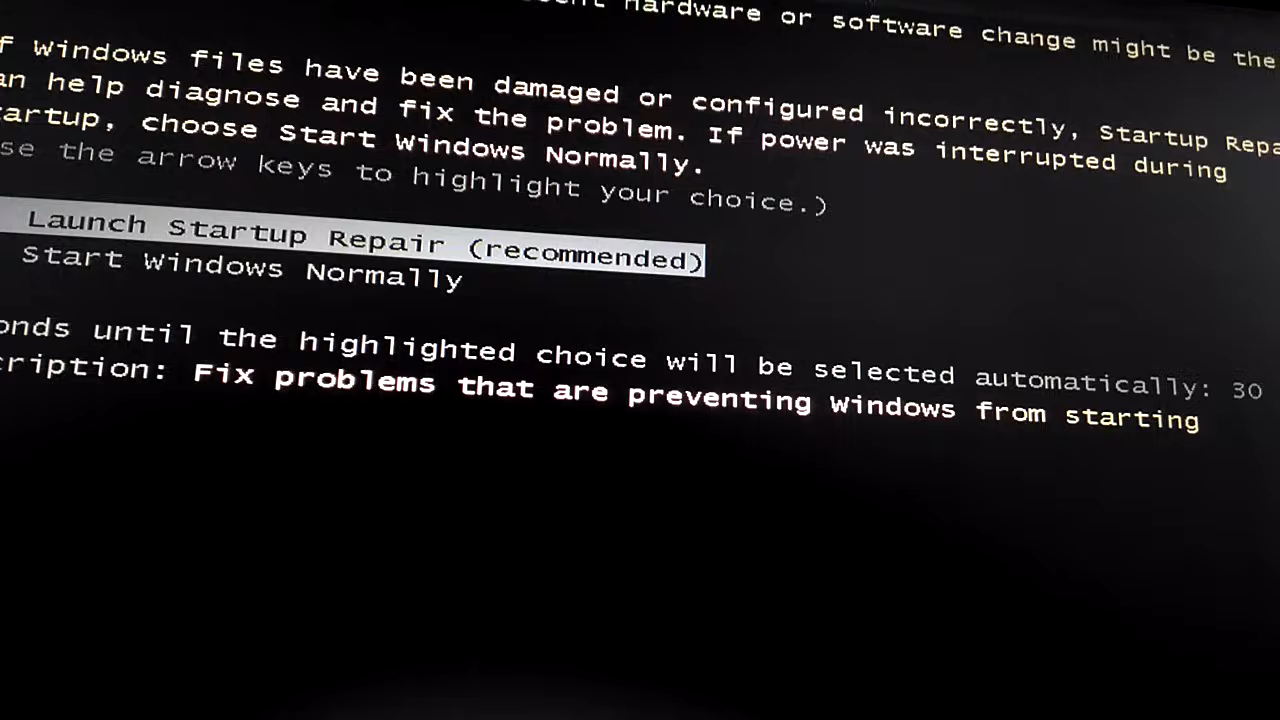 hardware or software change might be the
f Windows files have been damaged or configured incorrectly, Startup Repa
an help diagnose and fix the problem. If power was interrupted during
tartup, choose Start Windows Normally.
se the arrow keys to highlight your choice.)
Launch Startup Repair (recommended)
Start Windows Normally
onds until the highlighted choice will be selected automatically: 30
cription: Fix problems that are preventing Windows from starting